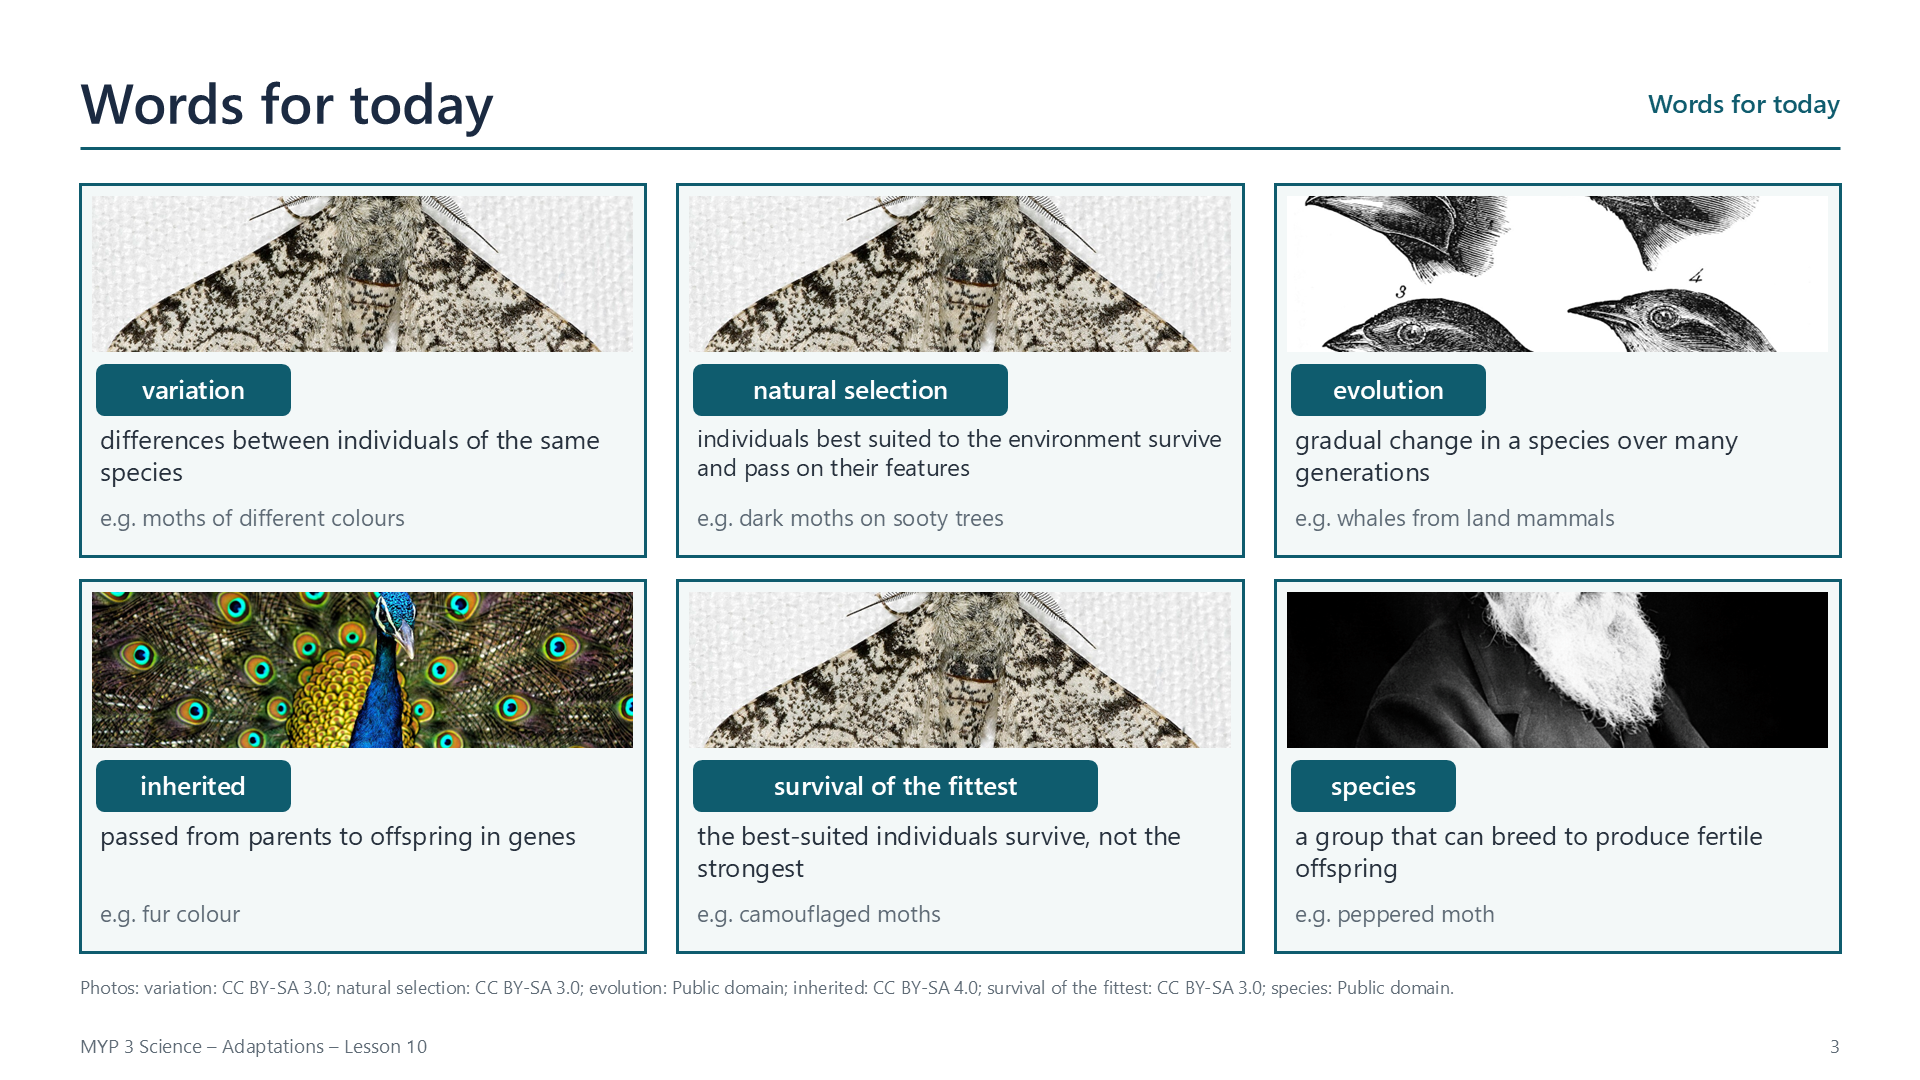 Words for today
Words for today
variation
differences between individuals of the same
species
e.g. moths of different colours
natural selection
individuals best suited to the environment survive
and pass on their features
e.g. dark moths on sooty trees
3
4
evolution
gradual change in a species over many
generations
e.g. whales from land mammals
inherited
passed from parents to offspring in genes
e.g. fur colour
survival of the fittest
the best-suited individuals survive, not the
strongest
e.g. camouflaged moths
species
a group that can breed to produce fertile
offspring
e.g. peppered moth
Photos: variation: CC BY-SA 3.0; natural selection: CC BY-SA 3.0; evolution: Public domain; inherited: CC BY-SA 4.0; survival of the fittest: CC BY-SA 3.0; species: Public domain.
MYP 3 Science – Adaptations – Lesson 10
3